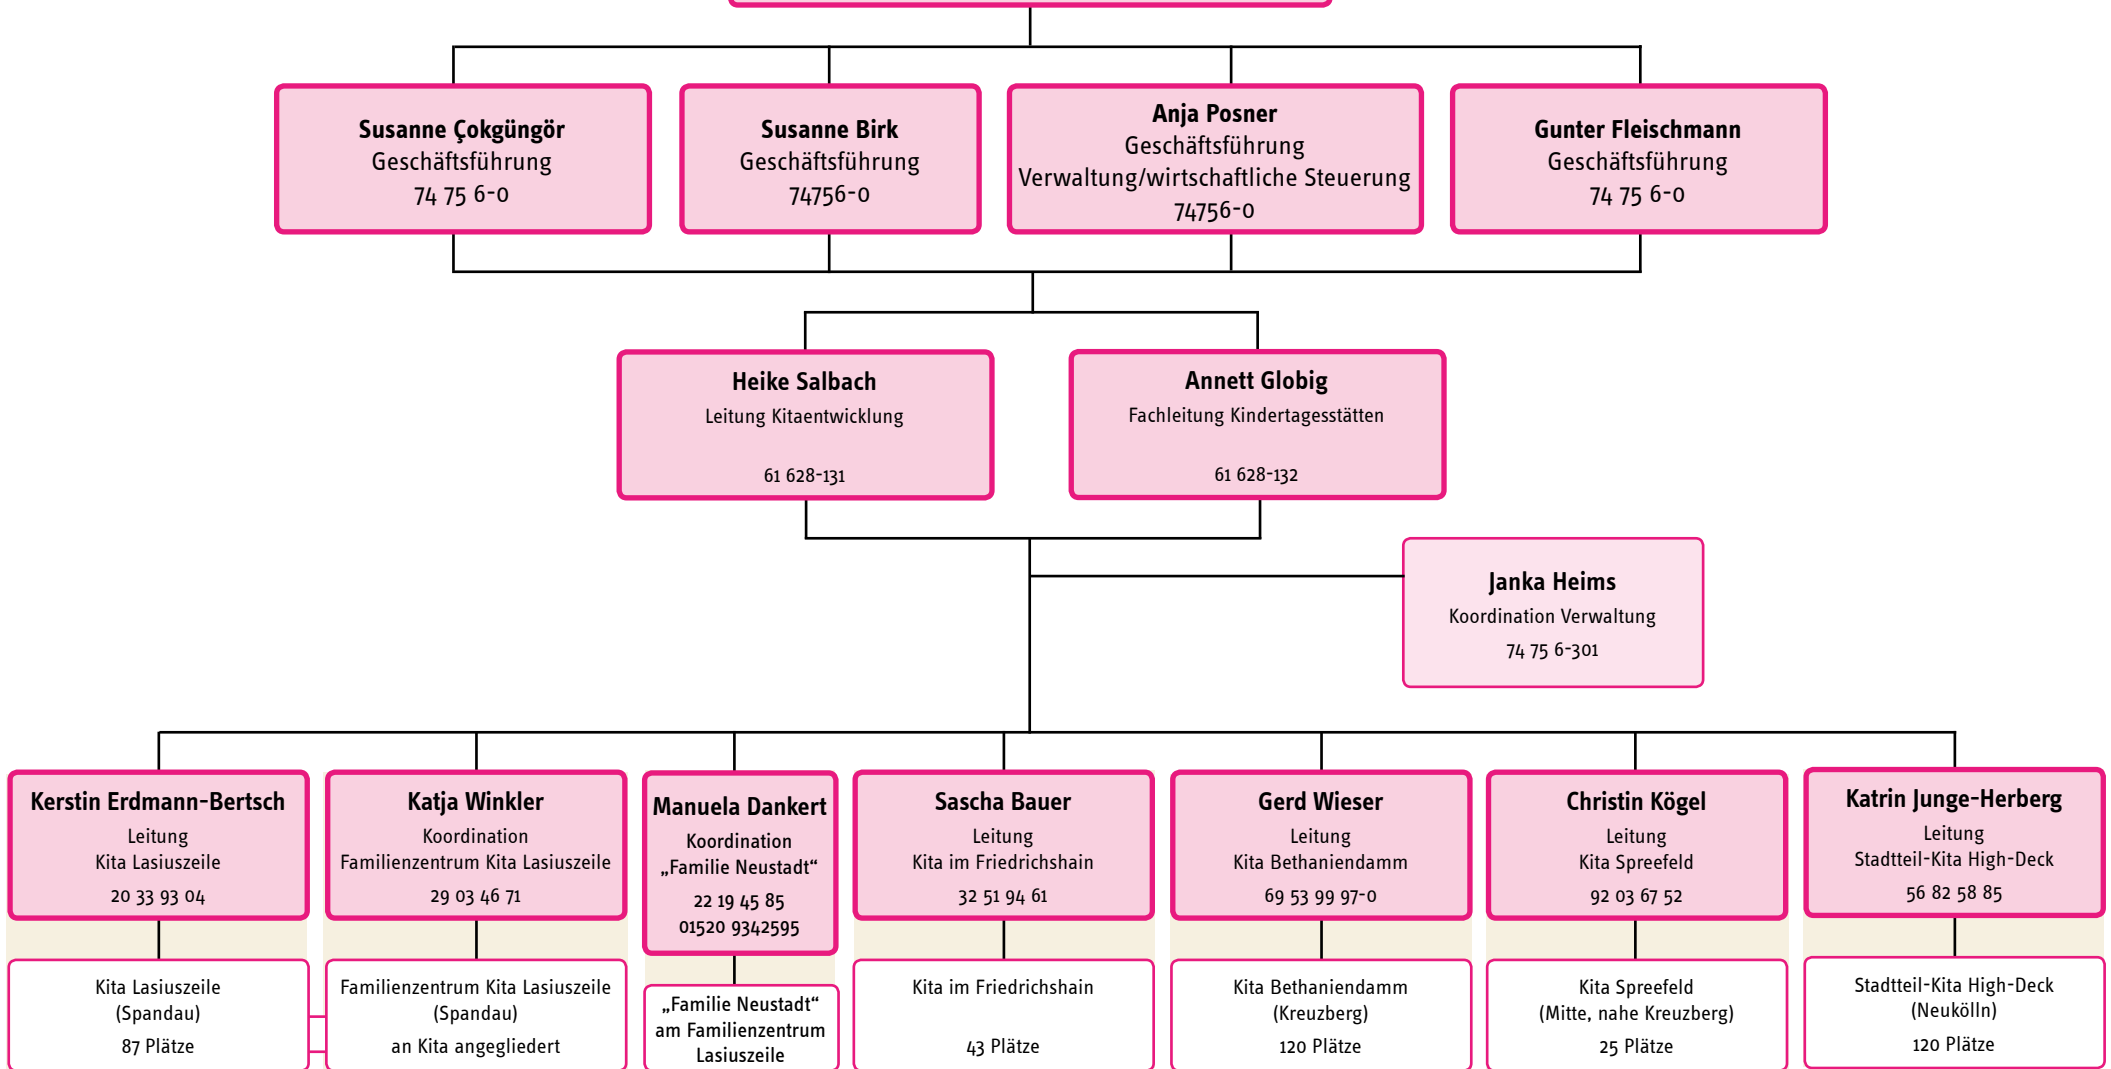 Susanne Çokgüngör
Geschäftsführung
74 75 6-0
Susanne Birk
Geschäftsführung
74756-0
Anja Posner
Geschäftsführung
Verwaltung/wirtschaftliche Steuerung
74756-0
Gunter Fleischmann
Geschäftsführung
74 75 6-0
Heike Salbach
Leitung Kitaentwicklung
61 628-131
Annett Globig
Fachleitung Kindertagesstätten
61 628-132
Janka Heims
Koordination Verwaltung
74 75 6-301
Kerstin Erdmann-Bertsch
Leitung
Kita Lasiuszeile
20 33 93 04
Katja Winkler
Koordination
Familienzentrum Kita Lasiuszeile
29 03 46 71
Manuela Dankert
Koordination
„Familie Neustadt“
22 19 45 85
01520 9342595
Sascha Bauer
Leitung
Kita im Friedrichshain
32 51 94 61
Gerd Wieser
Leitung
Kita Bethaniendamm
69 53 99 97-0
Christin Kögel
Leitung
Kita Spreefeld
92 03 67 52
Katrin Junge-Herberg
Leitung
Stadtteil-Kita High-Deck
56 82 58 85
Kita Lasiuszeile
(Spandau)
87 Plätze
Familienzentrum Kita Lasiuszeile
(Spandau)
an Kita angegliedert
„Familie Neustadt“
am Familienzentrum
Lasiuszeile
Kita im Friedrichshain
43 Plätze
Kita Bethaniendamm
(Kreuzberg)
120 Plätze
Kita Spreefeld
(Mitte, nahe Kreuzberg)
25 Plätze
Stadtteil-Kita High-Deck
(Neukölln)
120 Plätze